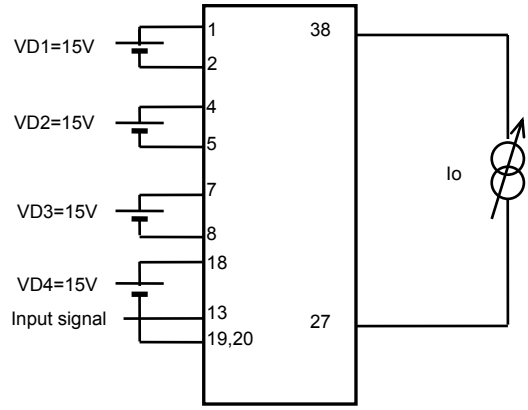 1
38
VD1=15V
2
4
VD2=15V
5
7
Io
VD3=15V
8
18
VD4=15V
13
27
Input signal
19,20